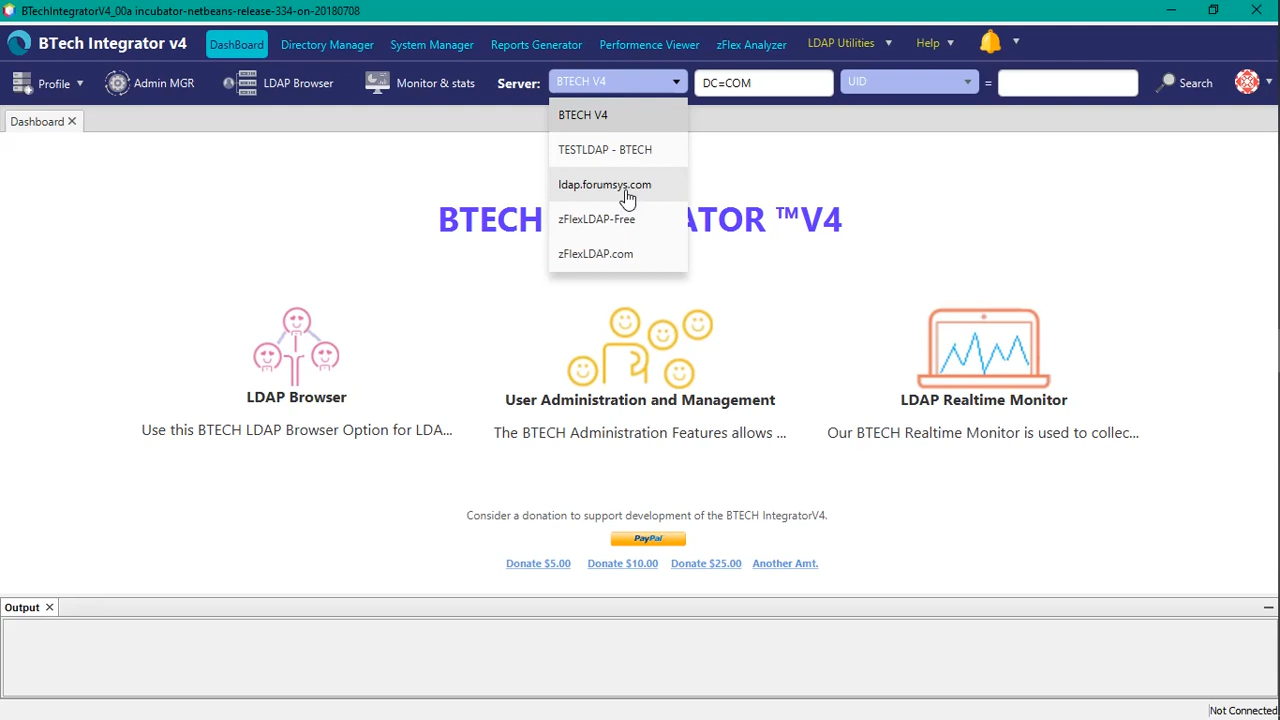 BTechIntegratorV4_00a incubator-netbeans-release-334-on-20180708
BTech Integrator v4 DashBoard Directory Manager System Manager Reports Generator Performence Viewer zFlex Analyzer LDAP Utilities Help
Profile Admin MGR LDAP Browser Monitor & stats Server: BTECH V4 DC=COM UID = Search
Dashboard
BTECH V4
TESTLDAP - BTECH
ldap.forumsys.com
zFlexLDAP-Free
zFlexLDAP.com
BTECH ATOR ™V4
LDAP Browser
Use this BTECH LDAP Browser Option for LDA...
User Administration and Management
The BTECH Administration Features allows ...
LDAP Realtime Monitor
Our BTECH Realtime Monitor is used to collec...
Consider a donation to support development of the BTECH IntegratorV4.
PayPal
Donate $5.00 Donate $10.00 Donate $25.00 Another Amt.
Output
Not Connected